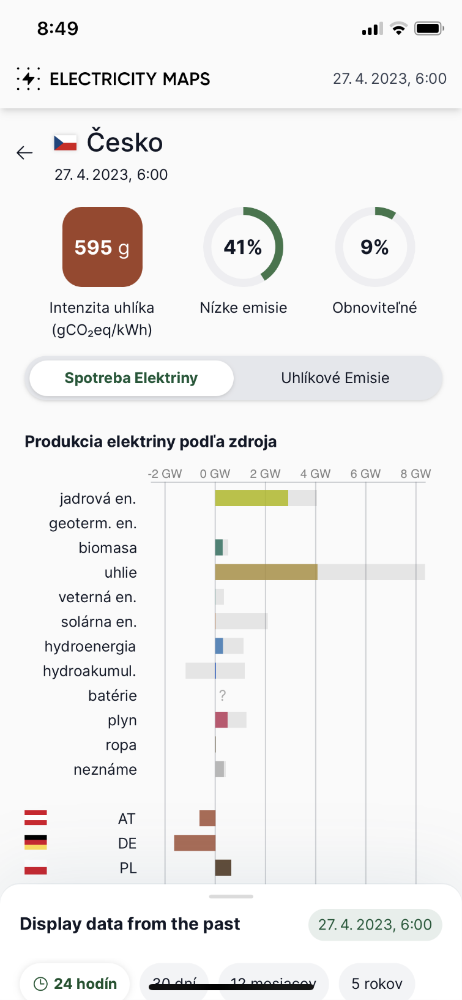 8:49
ELECTRICITY MAPS
27. 4. 2023, 6:00
Česko
27. 4. 2023, 6:00
595 g
41%
9%
Intenzita uhlíka
(gCO₂eq/kWh)
Nízke emisie
Obnoviteľné
Spotreba Elektriny
Uhlíkové Emisie
Produkcia elektriny podľa zdroja
-2 GW 0 GW 2 GW 4 GW 6 GW 8 GW
jadrová en.
geoterm. en.
biomasa
uhlie
veterná en.
solárna en.
hydroenergia
hydroakumul.
batérie ?
plyn
ropa
neznáme
AT
DE
PL
Display data from the past
27. 4. 2023, 6:00
24 hodín
30 dní
12 mesiacov
5 rokov